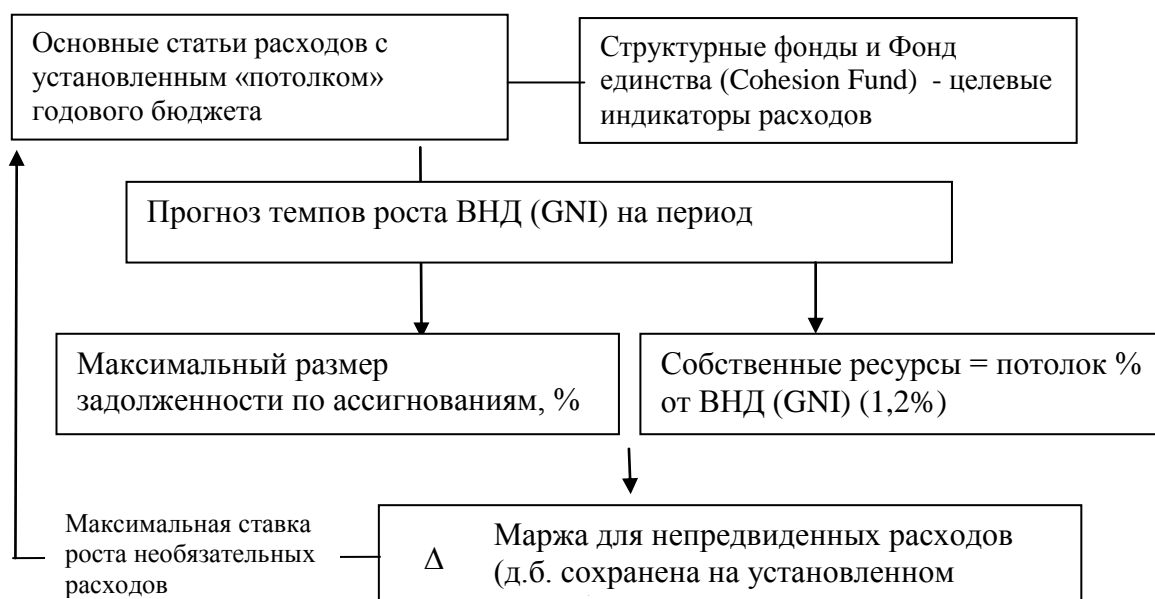 Основные статьи расходов с
установленным «потолком»
годового бюджета
Структурные фонды и Фонд
единства (Cohesion Fund) - целевые
индикаторы расходов
Прогноз темпов роста ВНД (GNI) на период
Максимальный размер
задолженности по ассигнованиям, %
Собственные ресурсы = потолок %
от ВНД (GNI) (1,2%)
Максимальная ставка
роста необязательных
расходов
Δ
Маржа для непредвиденных расходов
(д.б. сохранена на установленном